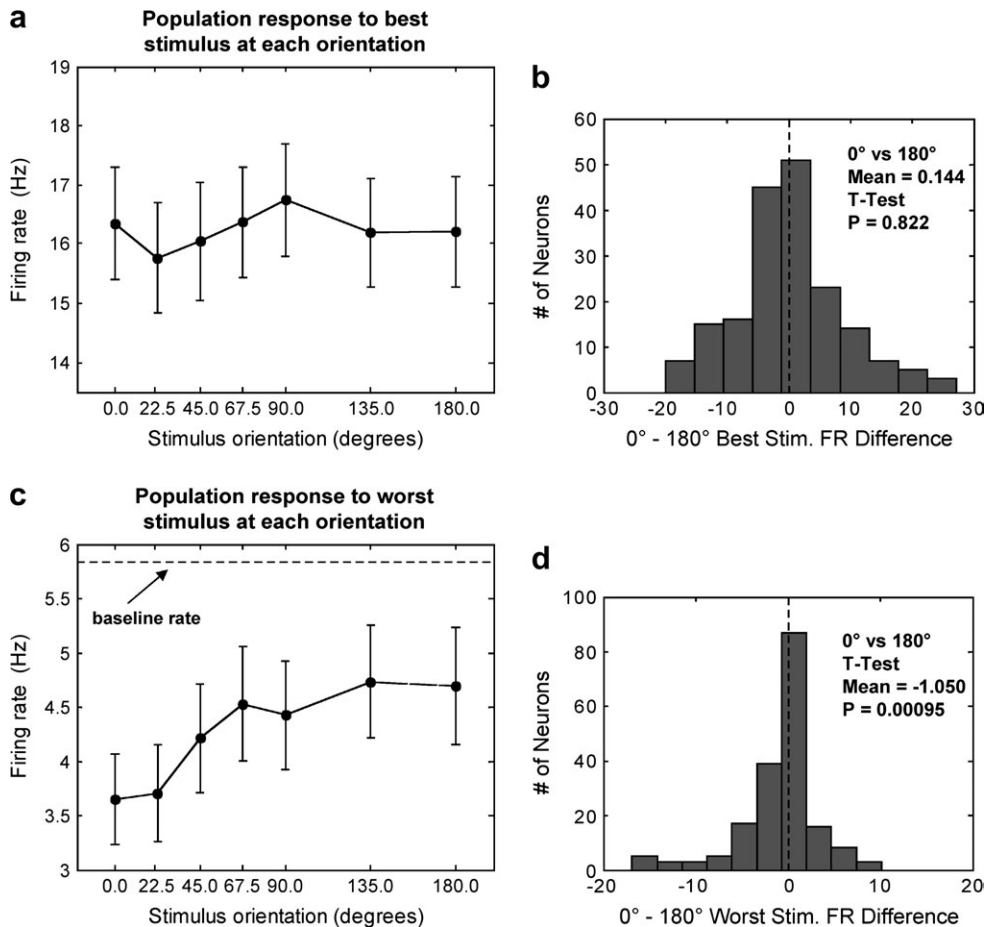 a
Population response to best
stimulus at each orientation
19
18
17
16
15
14
Firing rate (Hz)
0.0 22.5 45.0 67.5 90.0 135.0 180.0
Stimulus orientation (degrees)
b
60
50
40
30
20
10
0
# of Neurons
0° vs 180°
Mean = 0.144
T-Test
P = 0.822
-30 -20 -10 0 10 20 30
0° - 180° Best Stim. FR Difference
c
Population response to worst
stimulus at each orientation
6
5.5
5
4.5
4
3.5
3
Firing rate (Hz)
baseline rate
0.0 22.5 45.0 67.5 90.0 135.0 180.0
Stimulus orientation (degrees)
d
100
80
60
40
20
0
# of Neurons
0° vs 180°
T-Test
Mean = -1.050
P = 0.00095
-20 -10 0 10 20
0° - 180° Worst Stim. FR Difference